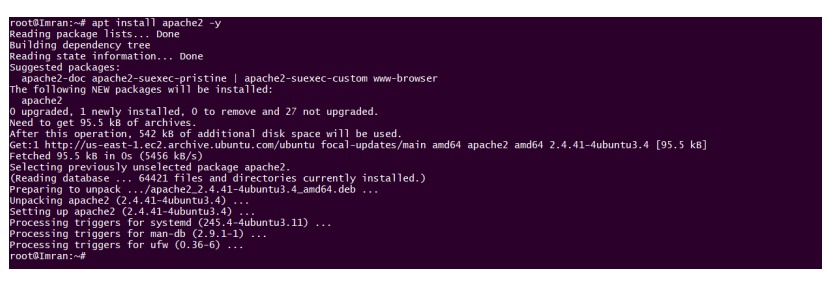 root@Imran:~# apt install apache2 -y
Reading package lists... Done
Building dependency tree
Reading state information... Done
Suggested packages:
  apache2-doc apache2-suexec-pristine | apache2-suexec-custom www-browser
The following NEW packages will be installed:
  apache2
0 upgraded, 1 newly installed, 0 to remove and 27 not upgraded.
Need to get 95.5 kB of archives.
After this operation, 542 kB of additional disk space will be used.
Get:1 http://us-east-1.ec2.archive.ubuntu.com/ubuntu focal-updates/main amd64 apache2 amd64 2.4.41-4ubuntu3.4 [95.5 kB]
Fetched 95.5 kB in 0s (5456 kB/s)
Selecting previously unselected package apache2.
(Reading database ... 64421 files and directories currently installed.)
Preparing to unpack .../apache2_2.4.41-4ubuntu3.4_amd64.deb ...
Unpacking apache2 (2.4.41-4ubuntu3.4) ...
Setting up apache2 (2.4.41-4ubuntu3.4) ...
Processing triggers for systemd (245.4-4ubuntu3.11) ...
Processing triggers for man-db (2.9.1-1) ...
Processing triggers for ufw (0.36-6) ...
root@Imran:~#